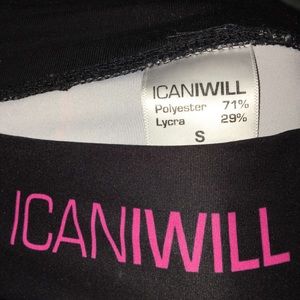 ICANIWILL
Polyester 71%
Lycra 29%
S
ICANIWILL